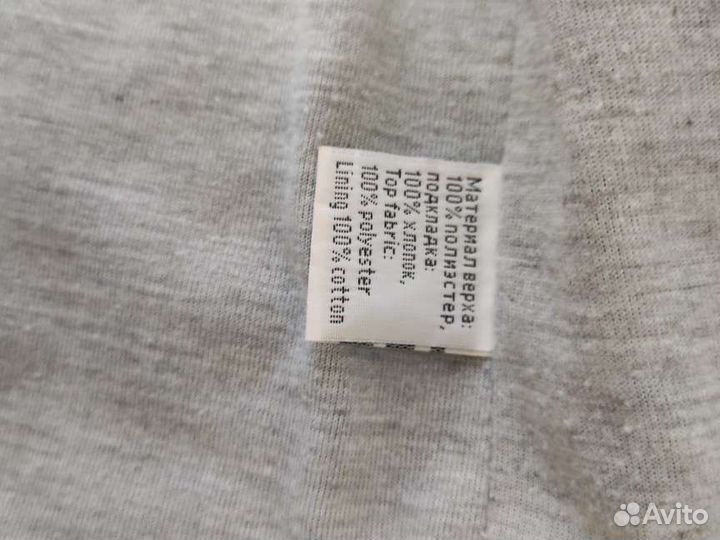 Материал верха:
100% полиэстер,
подкладка:
100% хлопок,
Top fabric:
100% polyester
Lining 100% cotton
Avito